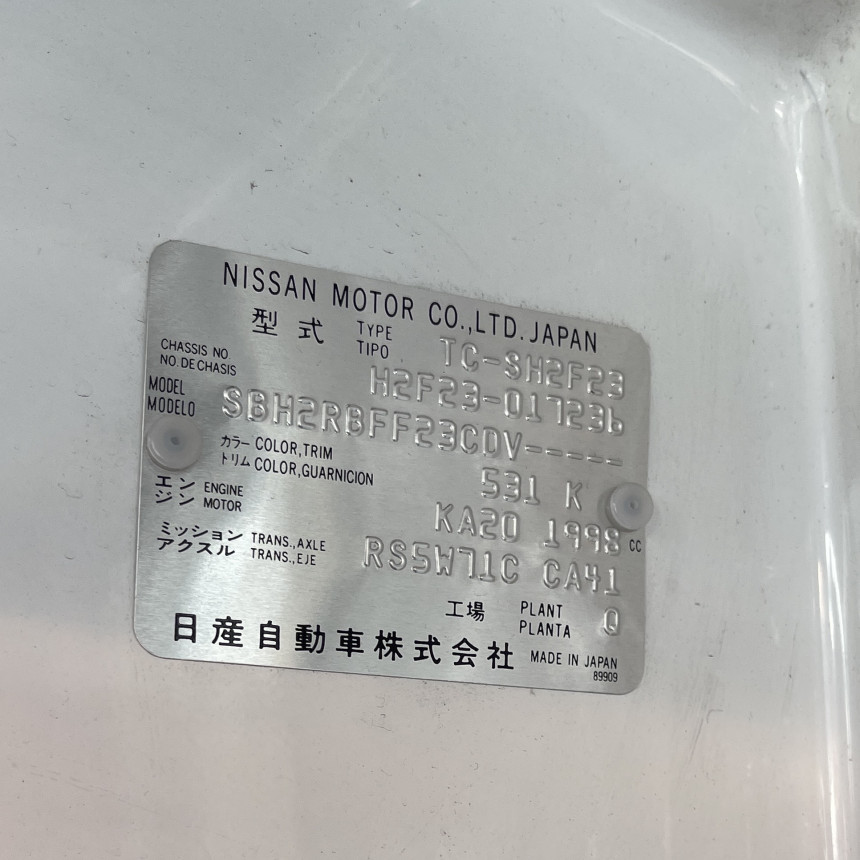 NISSAN MOTOR CO.,LTD. JAPAN
型式 TYPE TIPO TC-SH2F23
CHASSIS NO. NO. DE CHASIS H2F23-017236
MODEL MODELO SBH2RBFF23CDV-----
カラー COLOR,TRIM
トリム COLOR,GUARNICION 531 K
エンジン ENGINE MOTOR KA20 1998 CC
ミッション TRANS.,AXLE
アクスル TRANS.,EJE RS5W71C CA41
工場 PLANT PLANTA Q
日産自動車株式会社 MADE IN JAPAN
89909